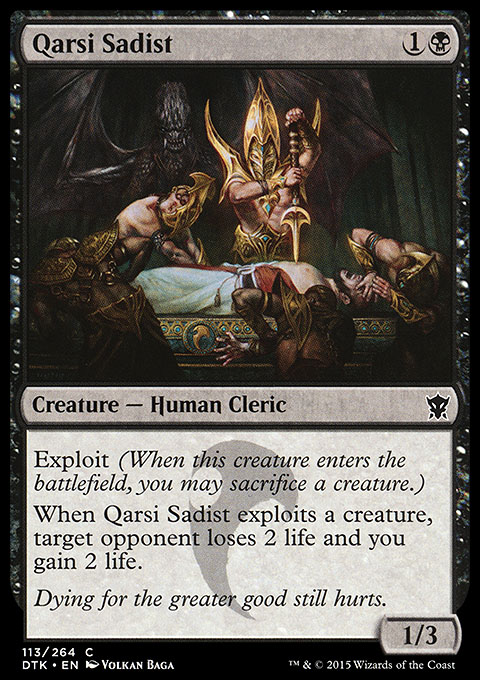 Qarsi Sadist 1
Creature — Human Cleric
Exploit (When this creature enters the
battlefield, you may sacrifice a creature.)
When Qarsi Sadist exploits a creature,
target opponent loses 2 life and you
gain 2 life.
Dying for the greater good still hurts.
1/3
113/264 C
DTK • EN VOLKAN BAGA
™ & © 2015 Wizards of the Coast